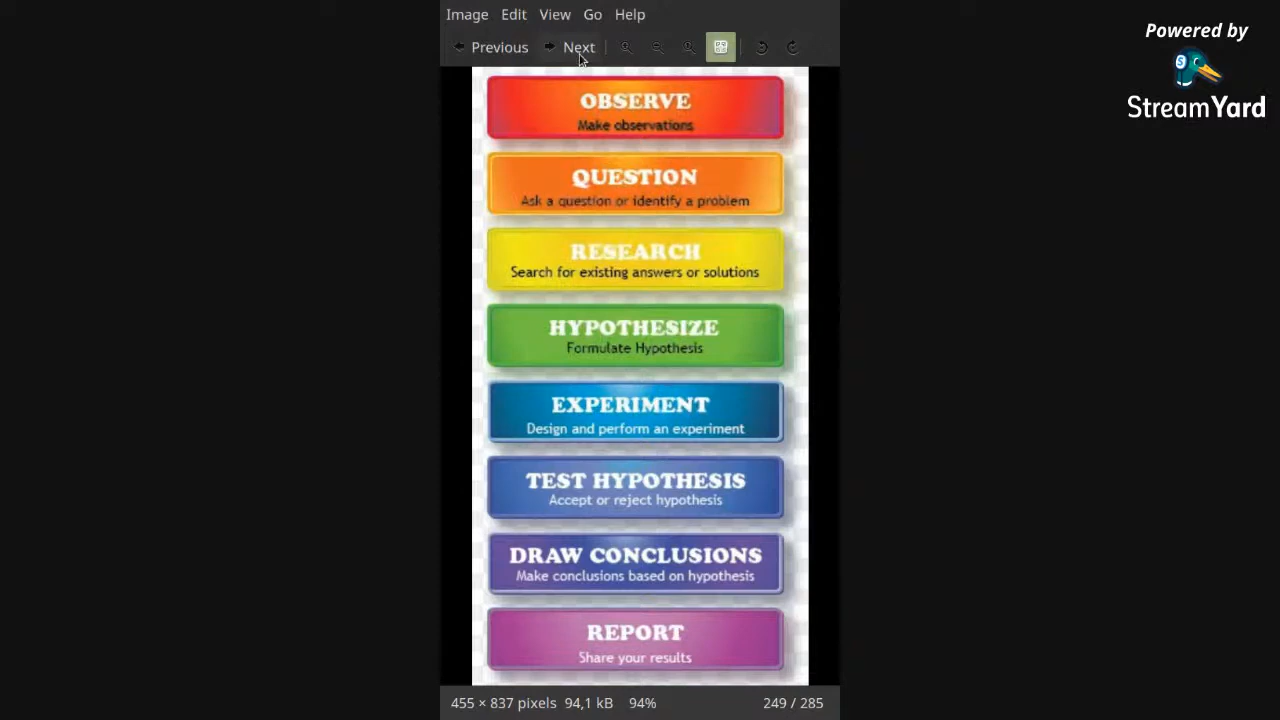 Image Edit View Go Help
Previous Next
Powered by
StreamYard
OBSERVE
Make observations
QUESTION
Ask a question or identify a problem
RESEARCH
Search for existing answers or solutions
HYPOTHESIZE
Formulate Hypothesis
EXPERIMENT
Design and perform an experiment
TEST HYPOTHESIS
Accept or reject hypothesis
DRAW CONCLUSIONS
Make conclusions based on hypothesis
REPORT
Share your results
455 × 837 pixels 94,1 kB 94% 249 / 285